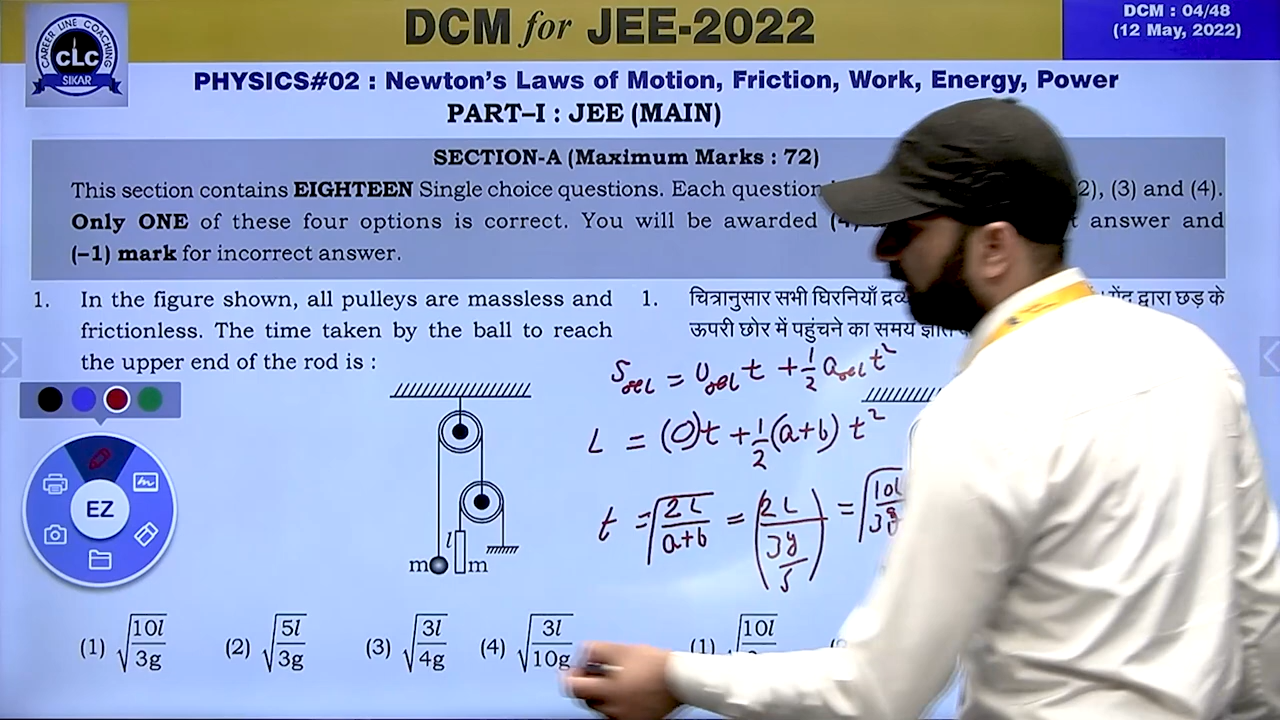 DCM for JEE-2022
DCM : 04/48
(12 May, 2022)
CAREER LINE COACHING
CLC
SIKAR
PHYSICS#02 : Newton's Laws of Motion, Friction, Work, Energy, Power
PART–I : JEE (MAIN)
SECTION-A (Maximum Marks : 72)
This section contains EIGHTEEN Single choice questions. Each question 2), (3) and (4).
Only ONE of these four options is correct. You will be awarded (4) answer and
(–1) mark for incorrect answer.
1. In the figure shown, all pulleys are massless and
frictionless. The time taken by the ball to reach
the upper end of the rod is :
1. चित्रानुसार सभी घिरनियाँ द्रव्य गेंद द्वारा छड़ के
ऊपरी छोर में पहुंचने का समय ज्ञात
S_rel = U_rel t + 1/2 a_rel t²
L = (0)t + 1/2 (a+b) t²
t = √(2L/(a+b)) = (2L/(3g/5)) = √(10L/3g)
EZ
l
m m
(1) √(10l/3g) (2) √(5l/3g) (3) √(3l/4g) (4) √(3l/10g)
(1) √10l